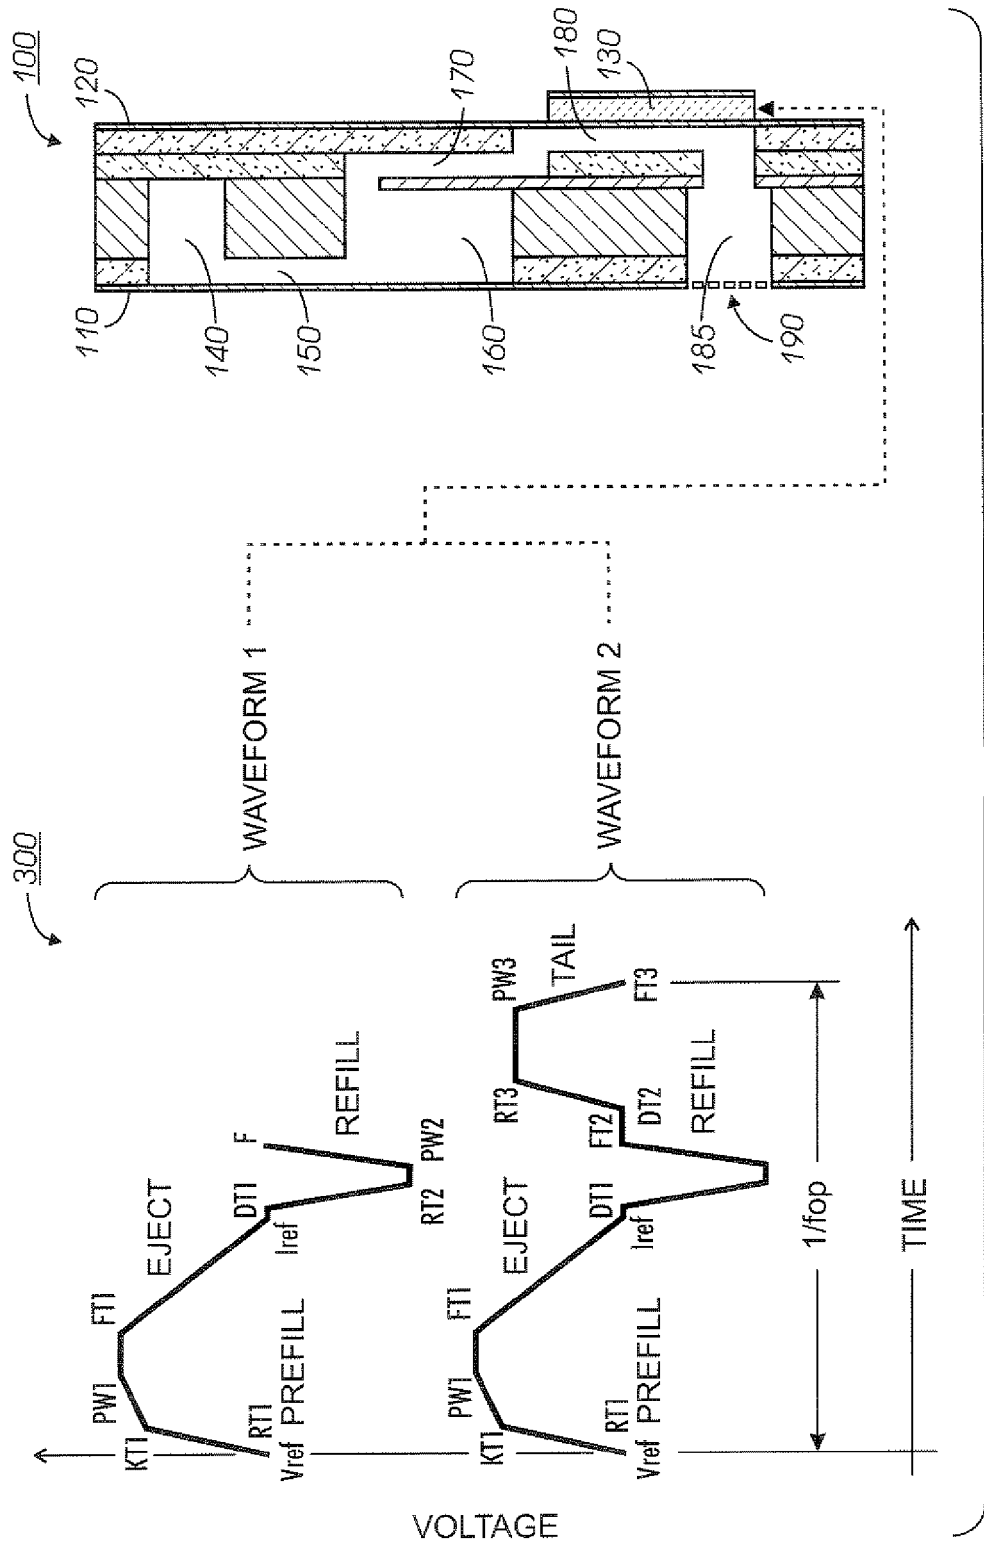 300
100
VOLTAGE
KT1
PW1
FT1
EJECT
DT1
F
Vref
RT1
PREFILL
Iref
REFILL
RT2
PW2
WAVEFORM 1
KT1
PW1
FT1
EJECT
DT1
FT2
RT3
PW3
TAIL
Vref
RT1
PREFILL
Iref
DT2
REFILL
FT3
WAVEFORM 2
1/fop
TIME
110
120
140
150
160
170
180
130
185
190